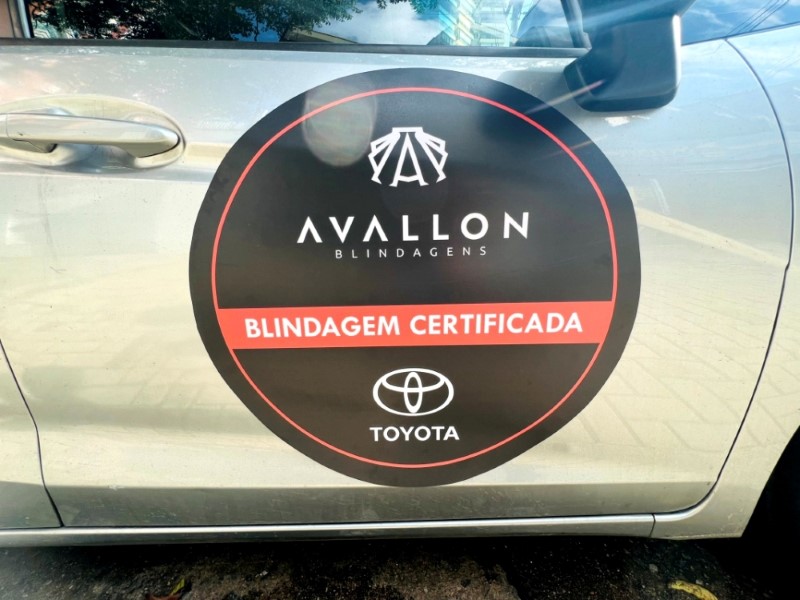 AVALLON
BLINDAGENS
BLINDAGEM CERTIFICADA
TOYOTA